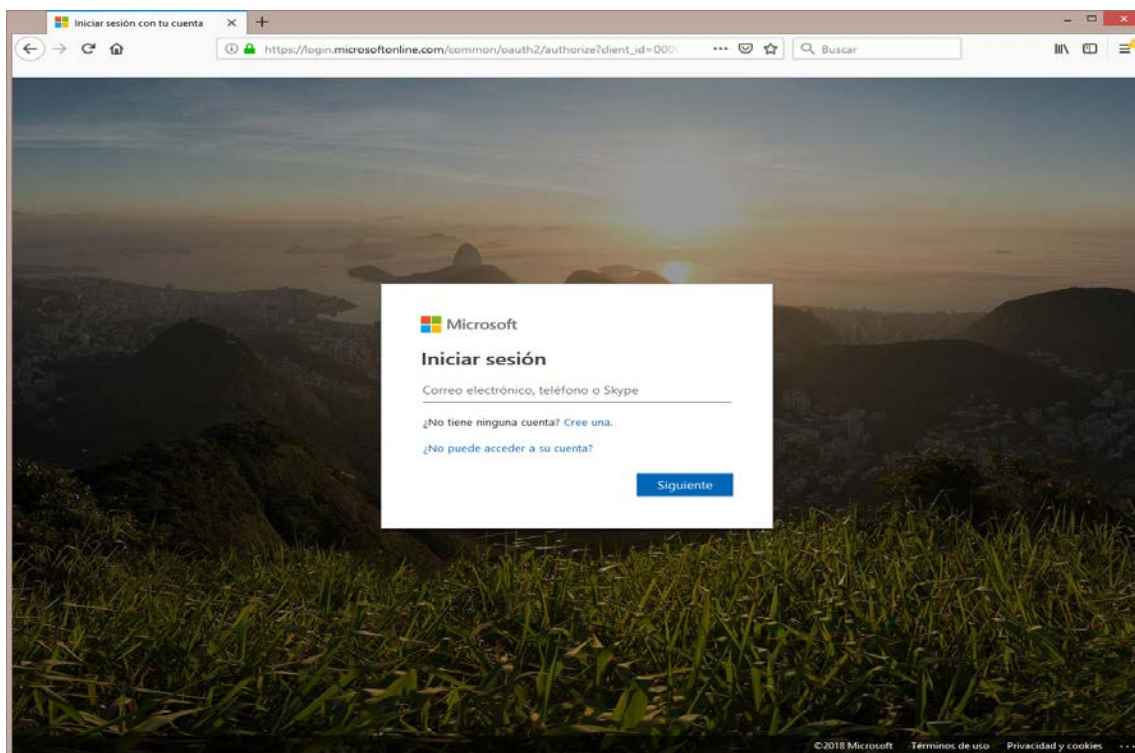 Iniciar sesión con tu cuenta
https://login.microsoftonline.com/common/oauth2/authorize?client_id=000
Buscar
Microsoft
Iniciar sesión
Correo electrónico, teléfono o Skype
¿No tiene ninguna cuenta? Cree una.
¿No puede acceder a su cuenta?
Siguiente
©2018 Microsoft Términos de uso Privacidad y cookies ...